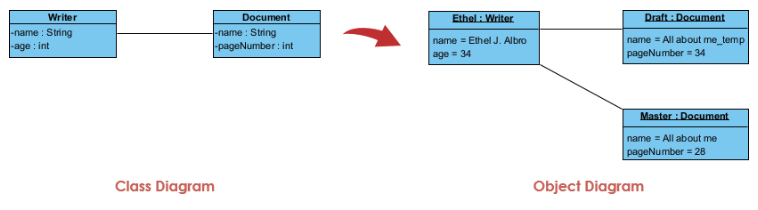 Writer
-name : String
-age : int
Document
-name : String
-pageNumber : int
Ethel : Writer
name = Ethel J. Albro
age = 34
Draft : Document
name = All about me_temp
pageNumber = 34
Master : Document
name = All about me
pageNumber = 28
Class Diagram
Object Diagram